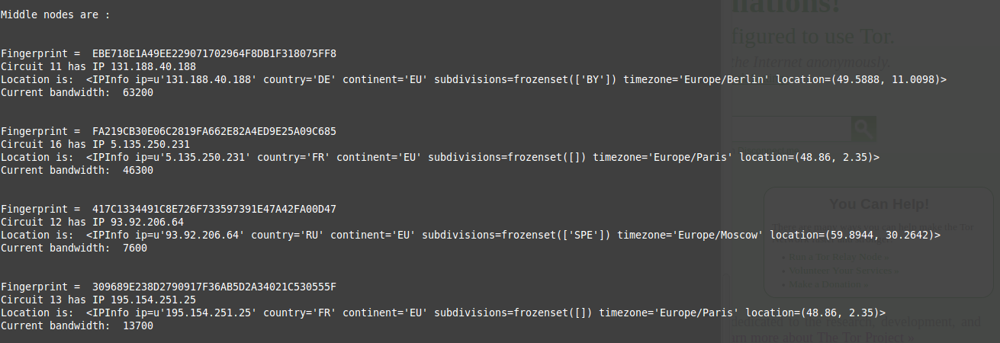 Middle nodes are :
Fingerprint =  EBE718E1A49EE229071702964F8DB1F318075FF8
Circuit 11 has IP 131.188.40.188
Location is:  <IPInfo ip=u'131.188.40.188' country='DE' continent='EU' subdivisions=frozenset(['BY']) timezone='Europe/Berlin' location=(49.5888, 11.0098)>
Current bandwidth:  63200
Fingerprint =  FA219CB30E06C2819FA662E82A4ED9E25A09C685
Circuit 16 has IP 5.135.250.231
Location is:  <IPInfo ip=u'5.135.250.231' country='FR' continent='EU' subdivisions=frozenset([]) timezone='Europe/Paris' location=(48.86, 2.35)>
Current bandwidth:  46300
Fingerprint =  417C1334491C8E726F733597391E47A42FA00D47
Circuit 12 has IP 93.92.206.64
Location is:  <IPInfo ip=u'93.92.206.64' country='RU' continent='EU' subdivisions=frozenset(['SPE']) timezone='Europe/Moscow' location=(59.8944, 30.2642)>
Current bandwidth:  7600
Fingerprint =  309689E238D2790917F36AB5D2A34021C530555F
Circuit 13 has IP 195.154.251.25
Location is:  <IPInfo ip=u'195.154.251.25' country='FR' continent='EU' subdivisions=frozenset([]) timezone='Europe/Paris' location=(48.86, 2.35)>
Current bandwidth:  13700
nations!
figured to use Tor.
the Internet anonymously.
You Can Help!
There are many ways you can help make the Tor
• Run a Tor Relay Node »
• Volunteer Your Services »
• Make a Donation »
dedicated to the research, development, and
urn more about The Tor Project »